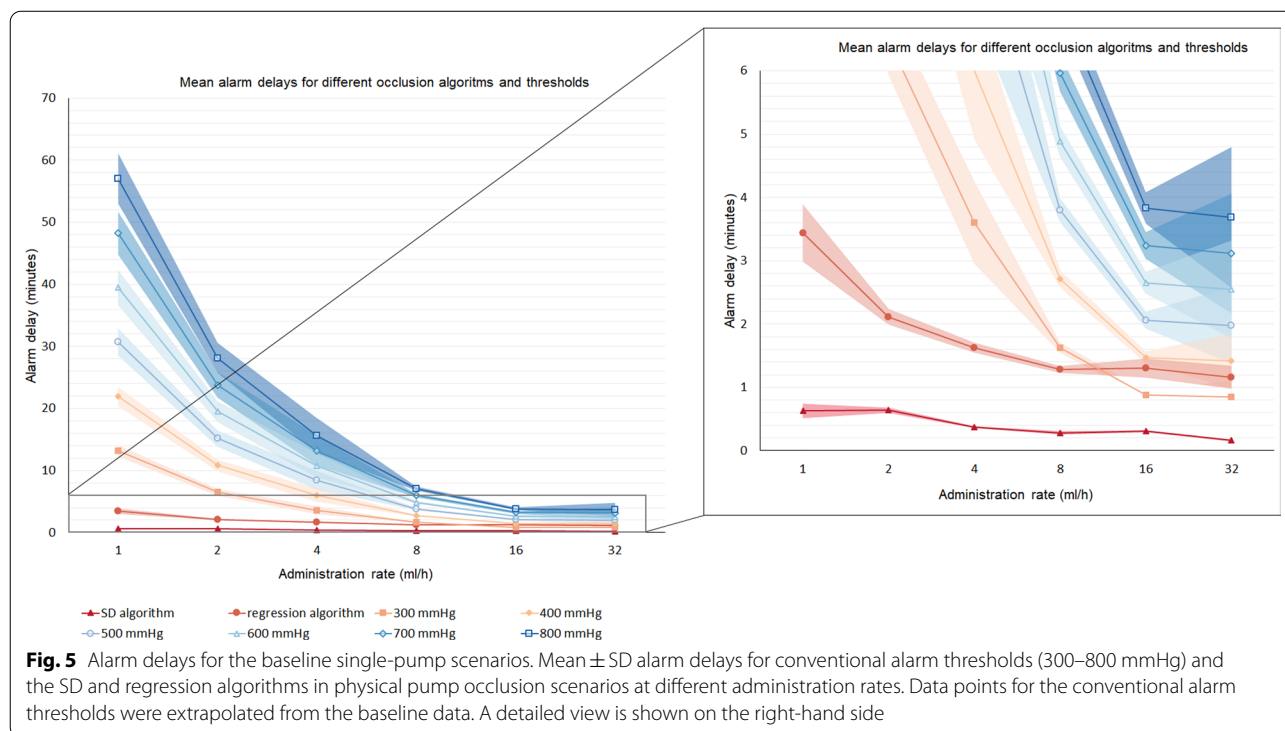 Mean alarm delays for different occlusion algoritms and thresholds
70
60
50
40
30
20
10
0
Alarm delay (minutes)
1 2 4 8 16 32
Administration rate (ml/h)
Mean alarm delays for different occlusion algoritms and thresholds
6
5
4
3
2
1
0
Alarm delay (minutes)
1 2 4 8 16 32
Administration rate (ml/h)
SD algorithm regression algorithm 300 mmHg 400 mmHg
500 mmHg 600 mmHg 700 mmHg 800 mmHg
Fig. 5 Alarm delays for the baseline single-pump scenarios. Mean ± SD alarm delays for conventional alarm thresholds (300–800 mmHg) and
the SD and regression algorithms in physical pump occlusion scenarios at different administration rates. Data points for the conventional alarm
thresholds were extrapolated from the baseline data. A detailed view is shown on the right-hand side